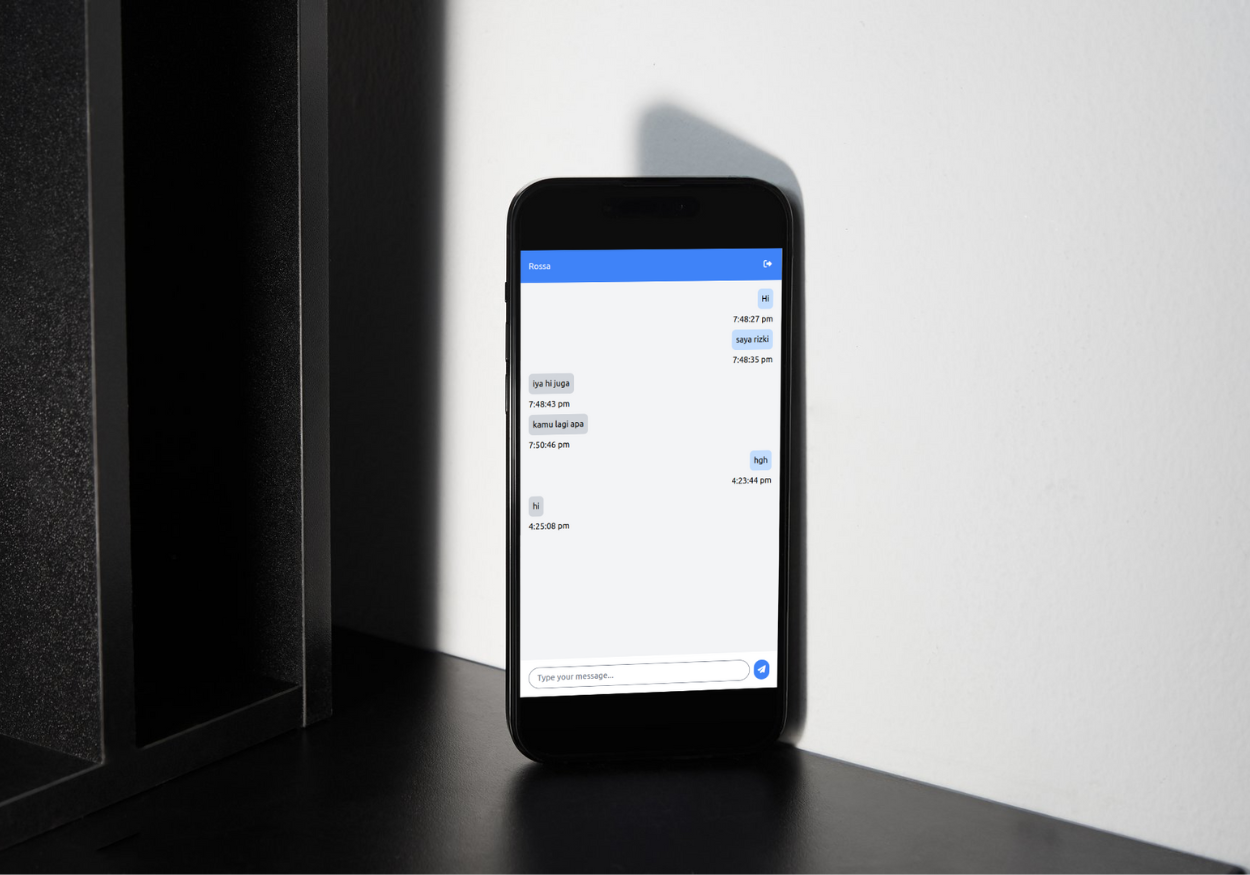 Rossa
Hi
7:48:27 pm
saya rizki
7:48:35 pm
iya hi juga
7:48:43 pm
kamu lagi apa
7:50:46 pm
hgh
4:23:44 pm
hi
4:25:08 pm
Type your message...